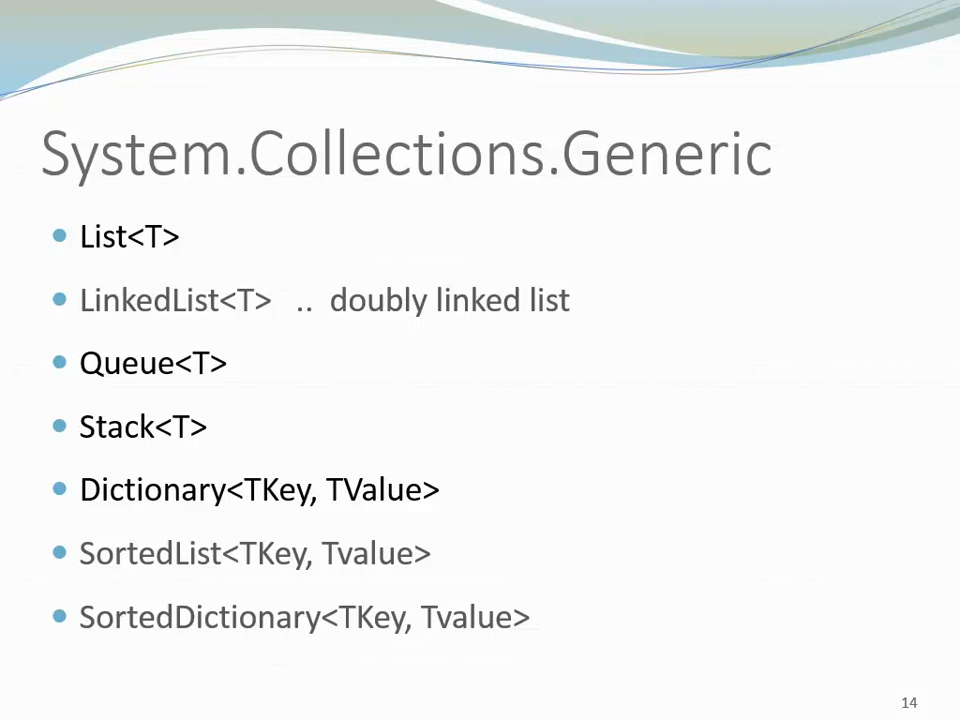 System.Collections.Generic
• List<T>
• LinkedList<T> .. doubly linked list
• Queue<T>
• Stack<T>
• Dictionary<TKey, TValue>
• SortedList<TKey, Tvalue>
• SortedDictionary<TKey, Tvalue>
14